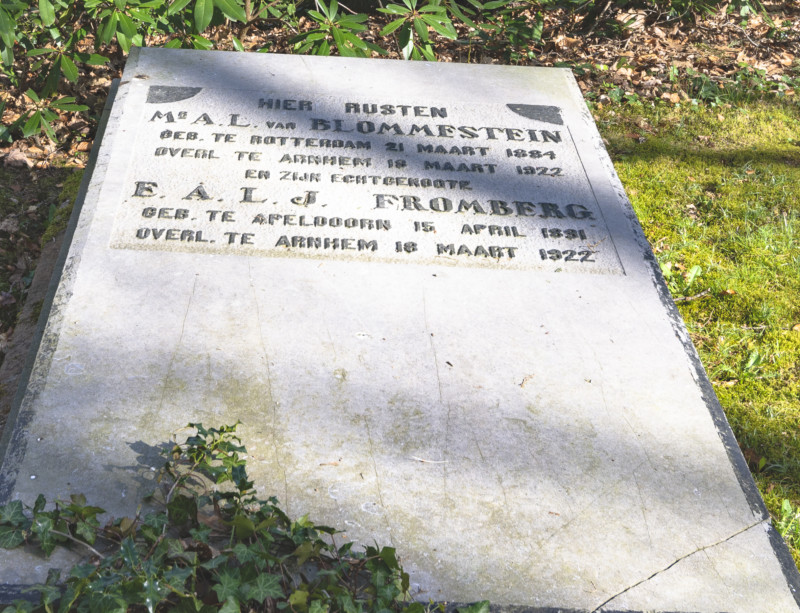 HIER RUSTEN
Mr A. L. van BLOMMESTEIN
GEB. TE ROTTERDAM 21 MAART 1884
OVERL TE ARNHEM 18 MAART 1922
EN ZIJN ECHTGENOOTE
E. A. L. J. FROMBERG
GEB. TE APELDOORN 15 APRIL 1891
OVERL. TE ARNHEM 18 MAART 1922